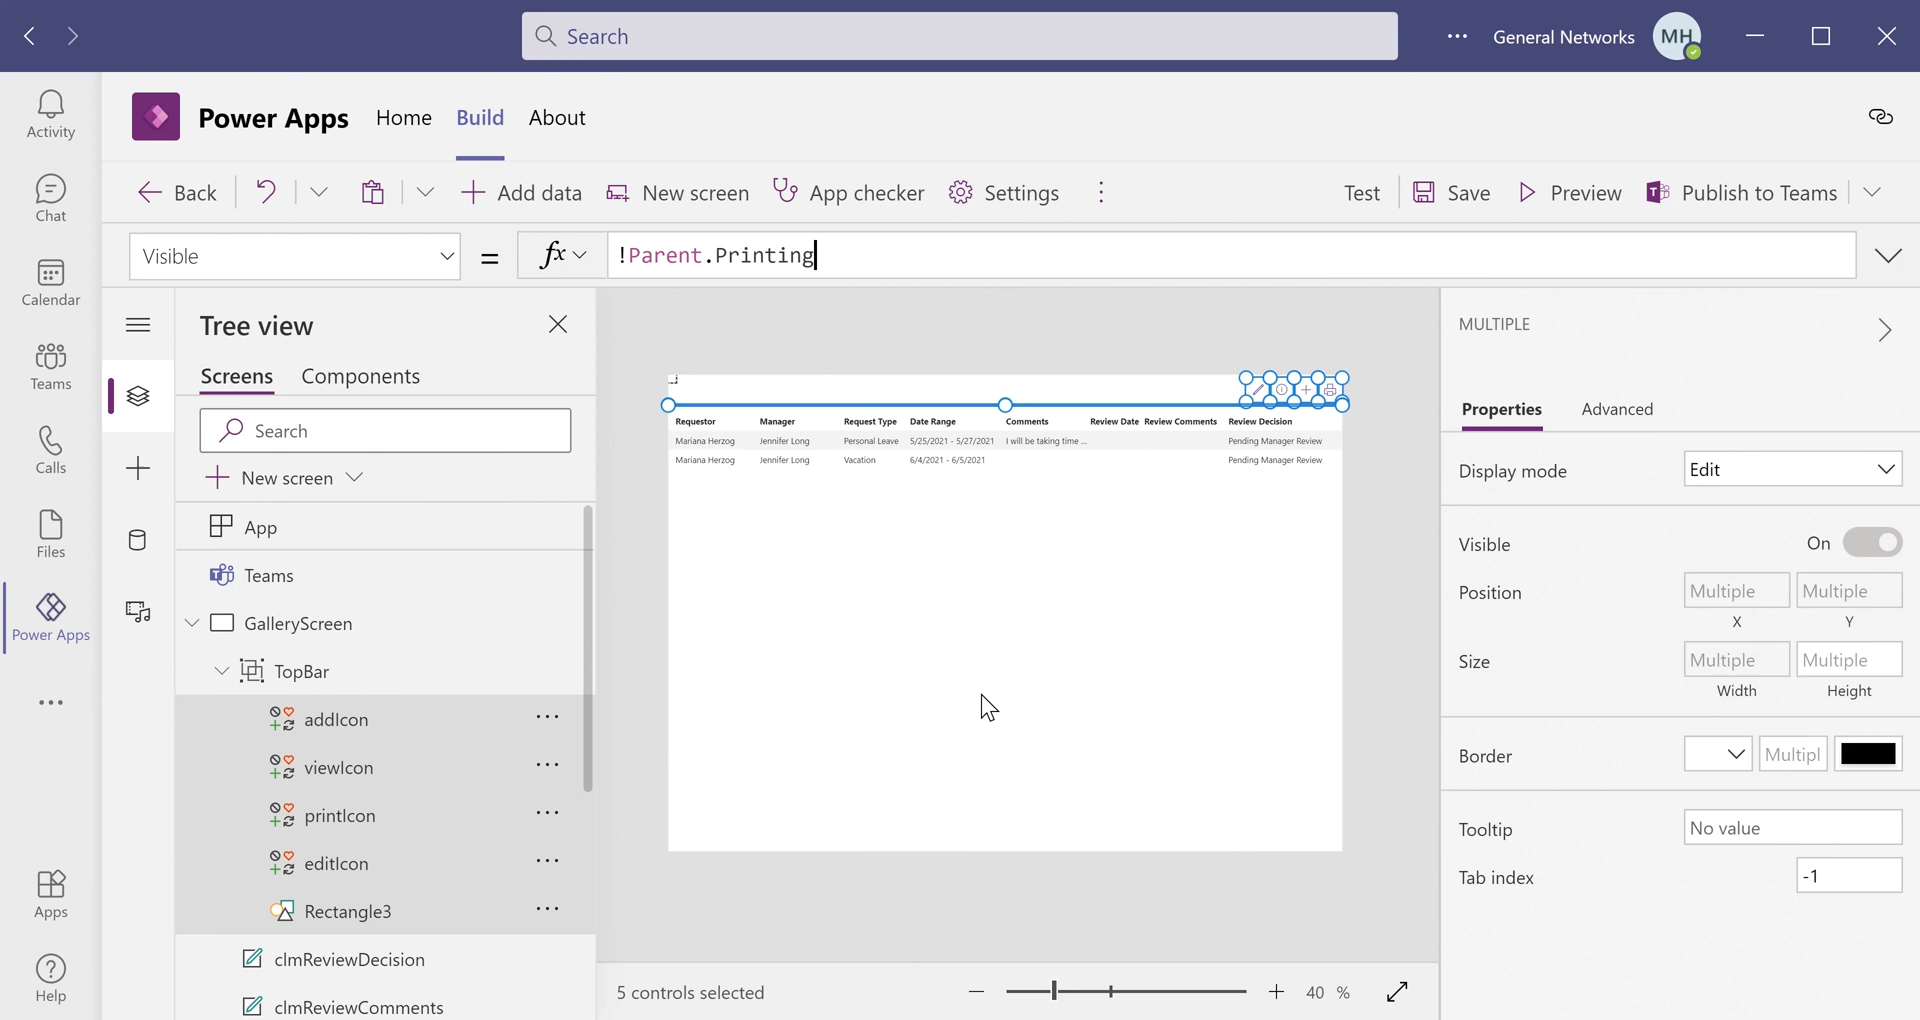 Search
General Networks
MH
Activity
Chat
Calendar
Teams
Calls
Files
Power Apps
Apps
Help
Power Apps
Home
Build
About
Back
Add data
New screen
App checker
Settings
Test
Save
Preview
Publish to Teams
Visible
=
fx
!Parent.Printing
Tree view
Screens
Components
Search
New screen
App
Teams
GalleryScreen
TopBar
addIcon
viewIcon
printIcon
editIcon
Rectangle3
clmReviewDecision
clmReviewComments
Requestor Manager Request Type Date Range Comments Review Date Review Comments Review Decision
Mariana Herzog Jennifer Long Personal Leave 5/25/2021 - 5/27/2021 I will be taking time ... Pending Manager Review
Mariana Herzog Jennifer Long Vacation 6/4/2021 - 6/5/2021 Pending Manager Review
5 controls selected
40 %
MULTIPLE
Properties
Advanced
Display mode
Edit
Visible
On
Position
Multiple
Multiple
X
Y
Size
Multiple
Multiple
Width
Height
Border
Multipl
Tooltip
No value
Tab index
-1